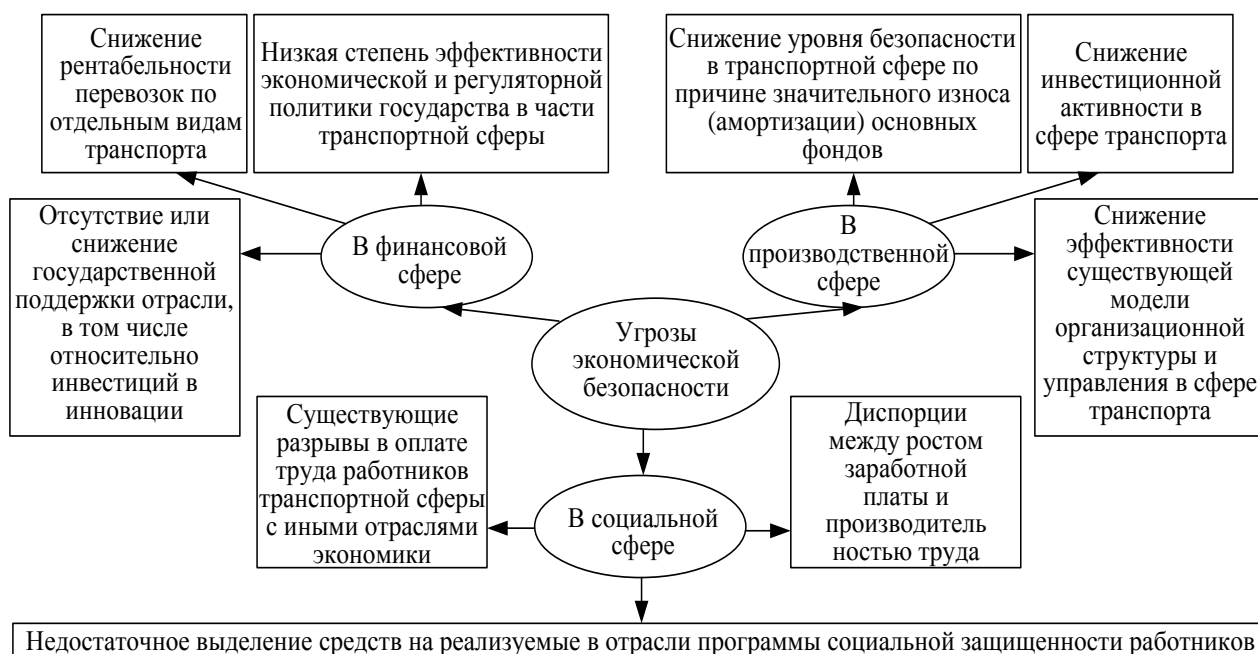 Снижение
рентабельности
перевозок по
отдельным видам
транспорта
Низкая степень эффективности
экономической и регуляторной
политики государства в части
транспортной сферы
Снижение уровня безопасности
в транспортной сфере по
причине значительного износа
(амортизации) основных
фондов
Снижение
инвестиционной
активности в
сфере транспорта
Отсутствие или
снижение
государственной
поддержки отрасли,
в том числе
относительно
инвестиций в
инновации
В финансовой
сфере
В
производственной
сфере
Снижение
эффективности
существующей
модели
организационной
структуры и
управления в сфере
транспорта
Угрозы
экономической
безопасности
Существующие
разрывы в оплате
труда работников
транспортной сферы
с иными отраслями
экономики
В социальной
сфере
Диспорции
между ростом
заработной
платы и
производитель
ностью труда
Недостаточное выделение средств на реализуемые в отрасли программы социальной защищенности работников